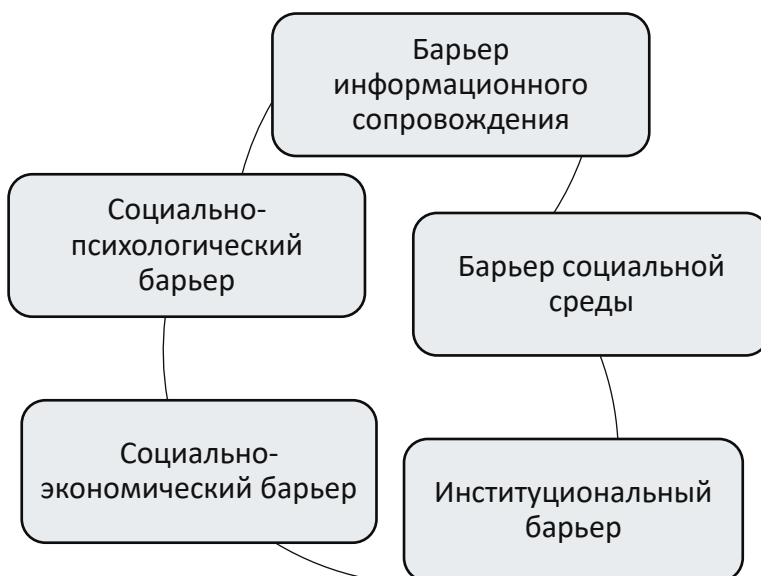 Барьер
информационного
сопровождения
Социально-
психологический
барьер
Барьер социальной
среды
Социально-
экономический барьер
Институциональный
барьер